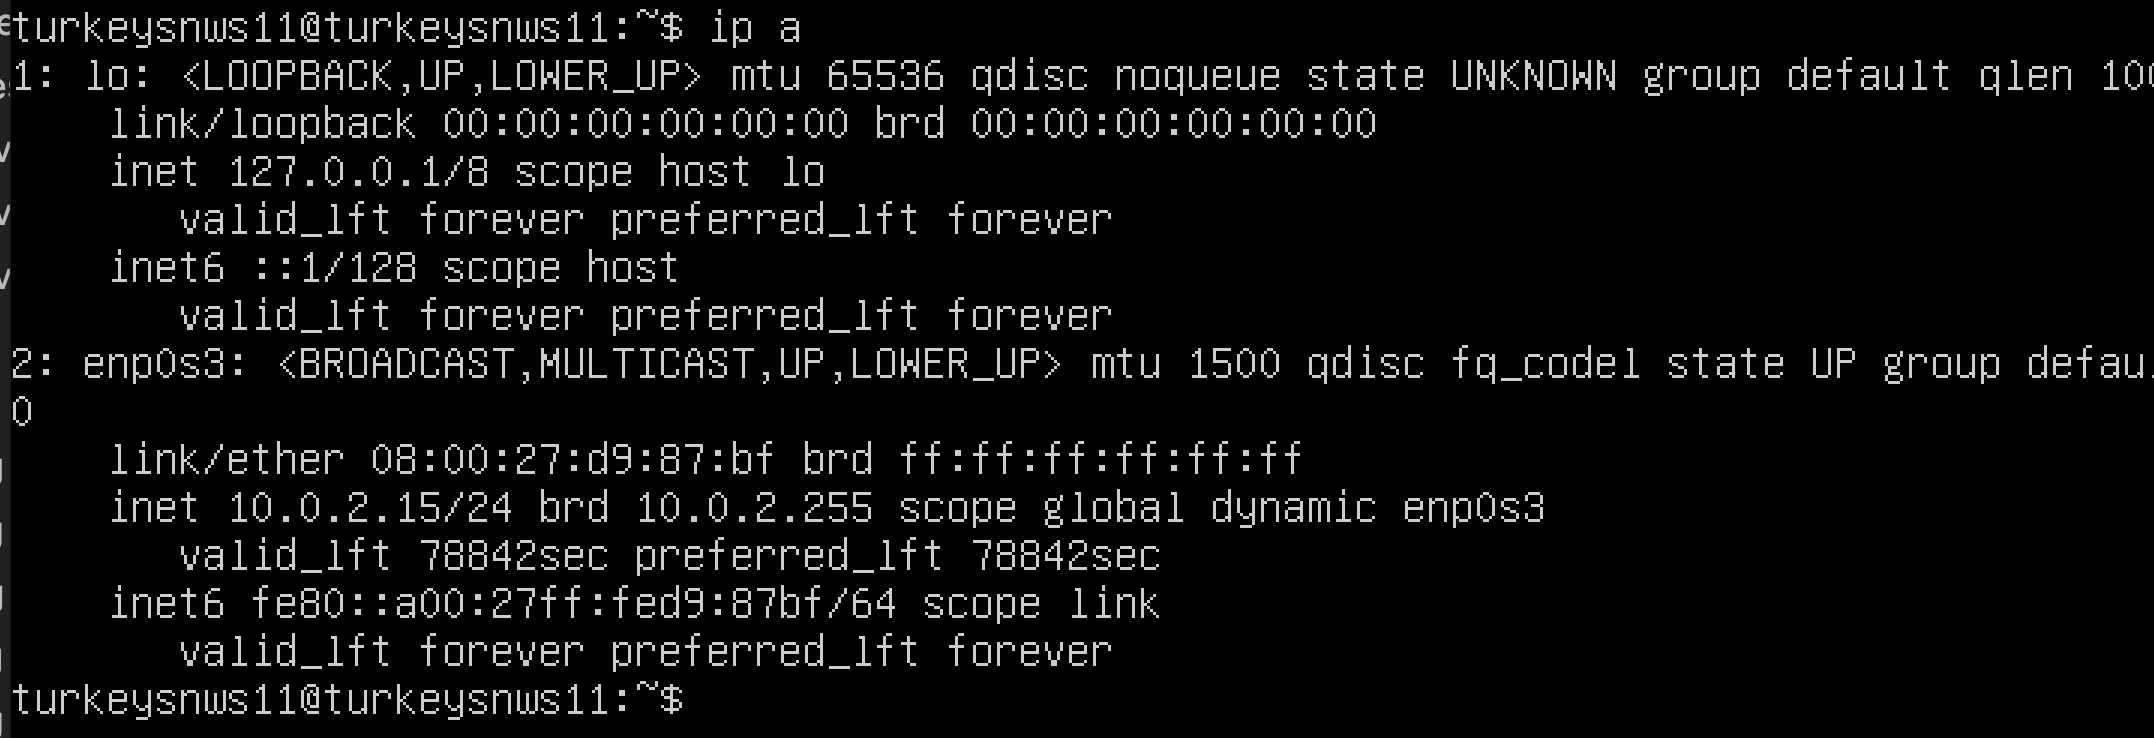 turkeysnws11@turkeysnws11:~$ ip a
1: lo: <LOOPBACK,UP,LOWER_UP> mtu 65536 qdisc noqueue state UNKNOWN group default qlen 100
    link/loopback 00:00:00:00:00:00 brd 00:00:00:00:00:00
    inet 127.0.0.1/8 scope host lo
       valid_lft forever preferred_lft forever
    inet6 ::1/128 scope host
       valid_lft forever preferred_lft forever
2: enp0s3: <BROADCAST,MULTICAST,UP,LOWER_UP> mtu 1500 qdisc fq_codel state UP group defau
0
    link/ether 08:00:27:d9:87:bf brd ff:ff:ff:ff:ff:ff
    inet 10.0.2.15/24 brd 10.0.2.255 scope global dynamic enp0s3
       valid_lft 78842sec preferred_lft 78842sec
    inet6 fe80::a00:27ff:fed9:87bf/64 scope link
       valid_lft forever preferred_lft forever
turkeysnws11@turkeysnws11:~$